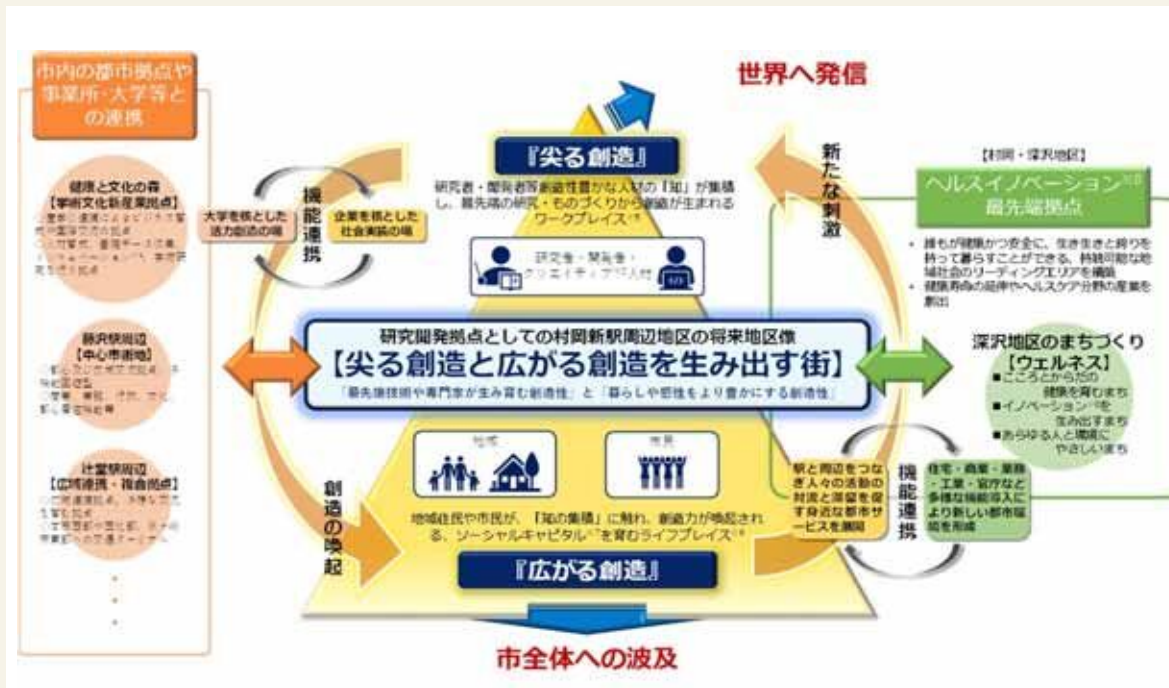 市内の都市拠点や
事業所・大学等と
の連携
健康と文化の森
【学術文化新産業拠点】
藤沢駅周辺
【中心市街地】
辻堂駅周辺
【広域連携・複合拠点】
大学を核とした
活力創造の場
機能連携
企業を核とした
社会実装の場
世界へ発信
『尖る創造』
研究者・開発者等創造性豊かな人材の「知」が集積
し、最先端の研究・ものづくりから創造が生まれる
ワークプレイス
研究者・開発者・
クリエイティブ人材
研究開発拠点としての村岡新駅周辺地区の将来地区像
【尖る創造と広がる創造を生み出す街】
「最先端技術や専門家が生み育む創造性」と「暮らしや感性をより豊かにする創造性」
地域
市民
地域住民や市民が、「知の集積」に触れ、創造力が喚起され
る、ソーシャルキャピタルを育むライフプレイス
『広がる創造』
市全体への波及
創造の喚起
新たな刺激
【村岡・深沢地区】
ヘルスイノベーション
最先端拠点
• 誰もが健康かつ安全に、生き生きと誇りを
持って暮らすことができる、持続可能な地
域社会のリーディングエリアを構築
• 健康寿命の延伸やヘルスケア分野の産業を
創出
深沢地区のまちづくり
【ウェルネス】
■こころとからだの
健康を育むまち
■イノベーションを
生み出すまち
■あらゆる人と環境に
やさしいまち
駅と周辺をつな
ぎ人々の活動の
対流と滞留を促
す身近な都市サ
ービスを展開
機能連携
住宅・商業・業務
・工業・官庁など
多様な機能導入に
より新しい都市環
境を形成